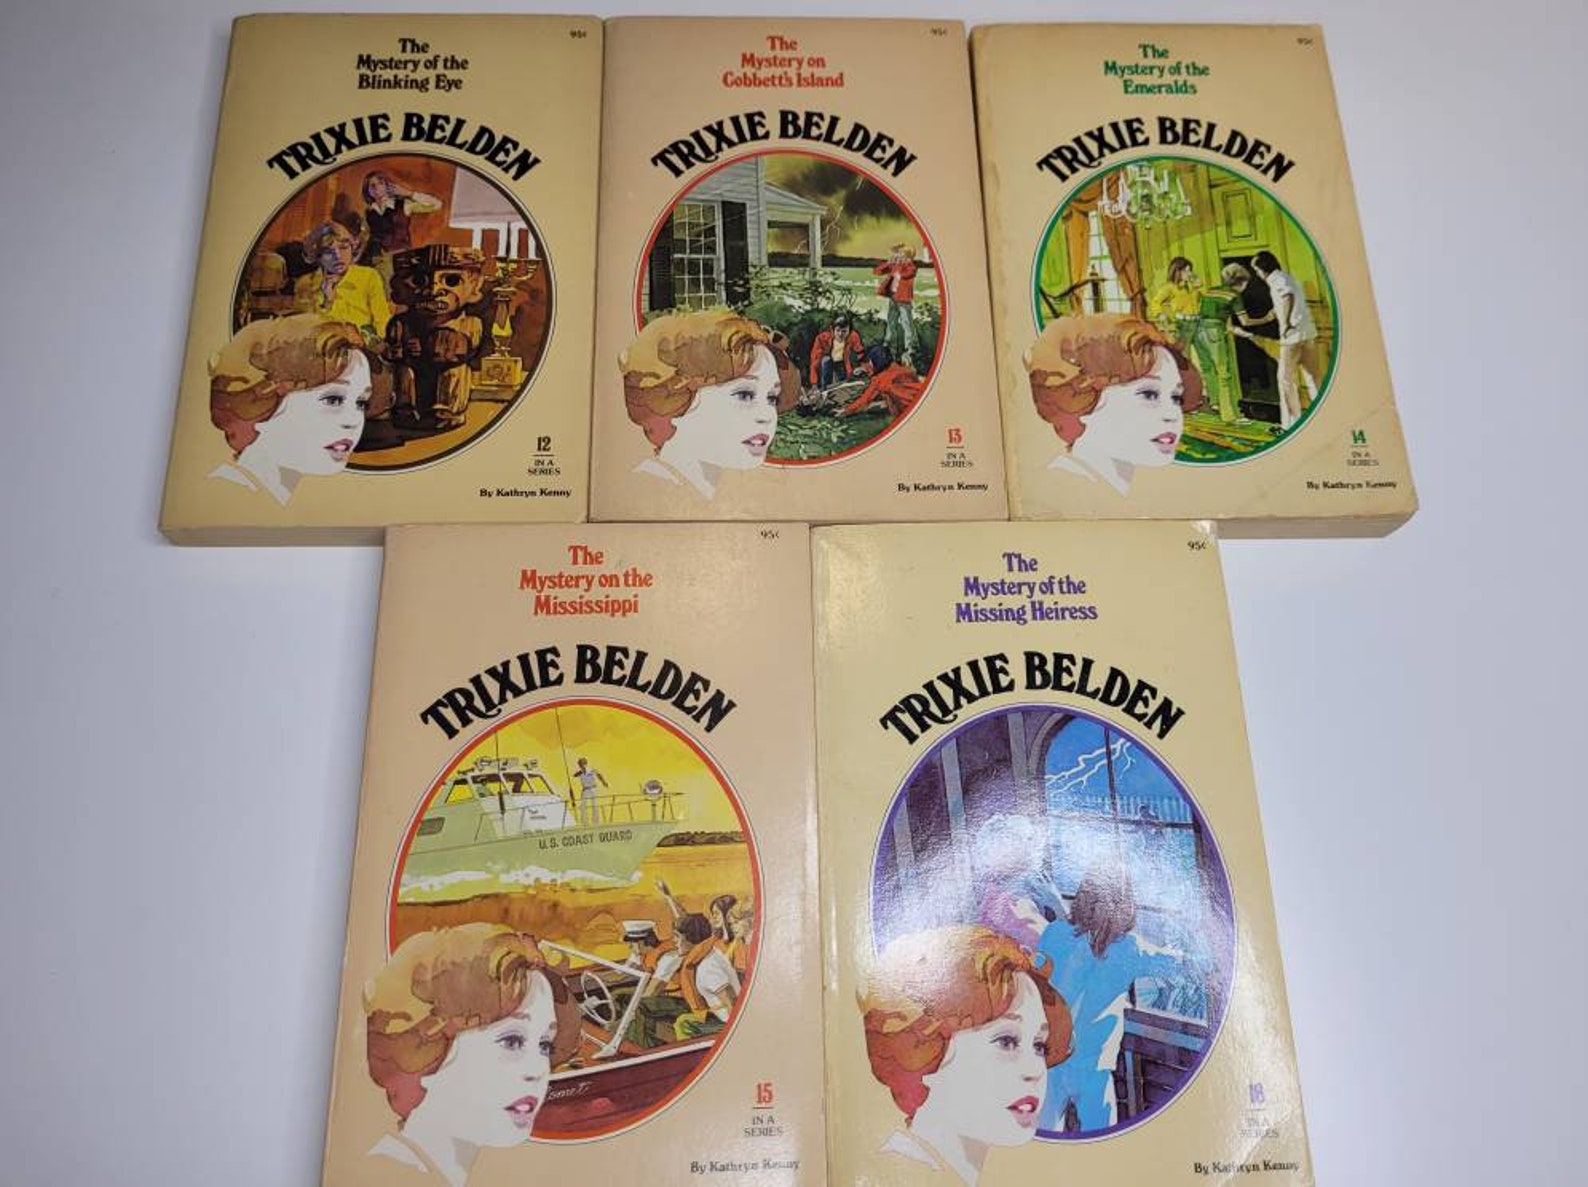 95¢
The
Mystery of the
Blinking Eye
TRIXIE BELDEN
12
IN A
SERIES
By Kathryn Kenny
95¢
The
Mystery on
Cobbett's Island
TRIXIE BELDEN
13
IN A
SERIES
By Kathryn Kenny
95¢
The
Mystery of the
Emeralds
TRIXIE BELDEN
14
IN A
SERIES
By Kathryn Kenny
95¢
The
Mystery on the
Mississippi
TRIXIE BELDEN
U.S. COAST GUARD
15
IN A
SERIES
By Kathryn Kenny
95¢
The
Mystery of the
Missing Heiress
TRIXIE BELDEN
IN A
SERIES
By Kathryn Kenny